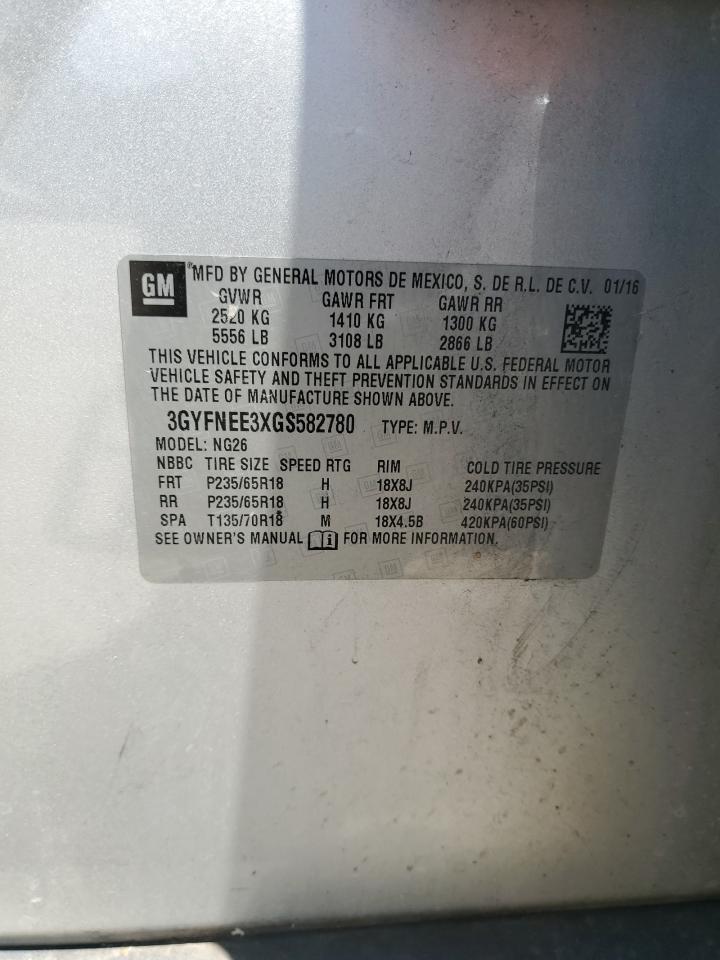 GM ® MFD BY GENERAL MOTORS DE MEXICO, S. DE R.L. DE C.V. 01/16
GVWR GAWR FRT GAWR RR
2520 KG 1410 KG 1300 KG
5556 LB 3108 LB 2866 LB
THIS VEHICLE CONFORMS TO ALL APPLICABLE U.S. FEDERAL MOTOR
VEHICLE SAFETY AND THEFT PREVENTION STANDARDS IN EFFECT ON
THE DATE OF MANUFACTURE SHOWN ABOVE.
3GYFNEE3XGS582780 TYPE: M.P.V.
MODEL: NG26
NBBC TIRE SIZE SPEED RTG RIM COLD TIRE PRESSURE
FRT P235/65R18 H 18X8J 240KPA(35PSI)
RR P235/65R18 H 18X8J 240KPA(35PSI)
SPA T135/70R18 M 18X4.5B 420KPA(60PSI)
SEE OWNER'S MANUAL FOR MORE INFORMATION.